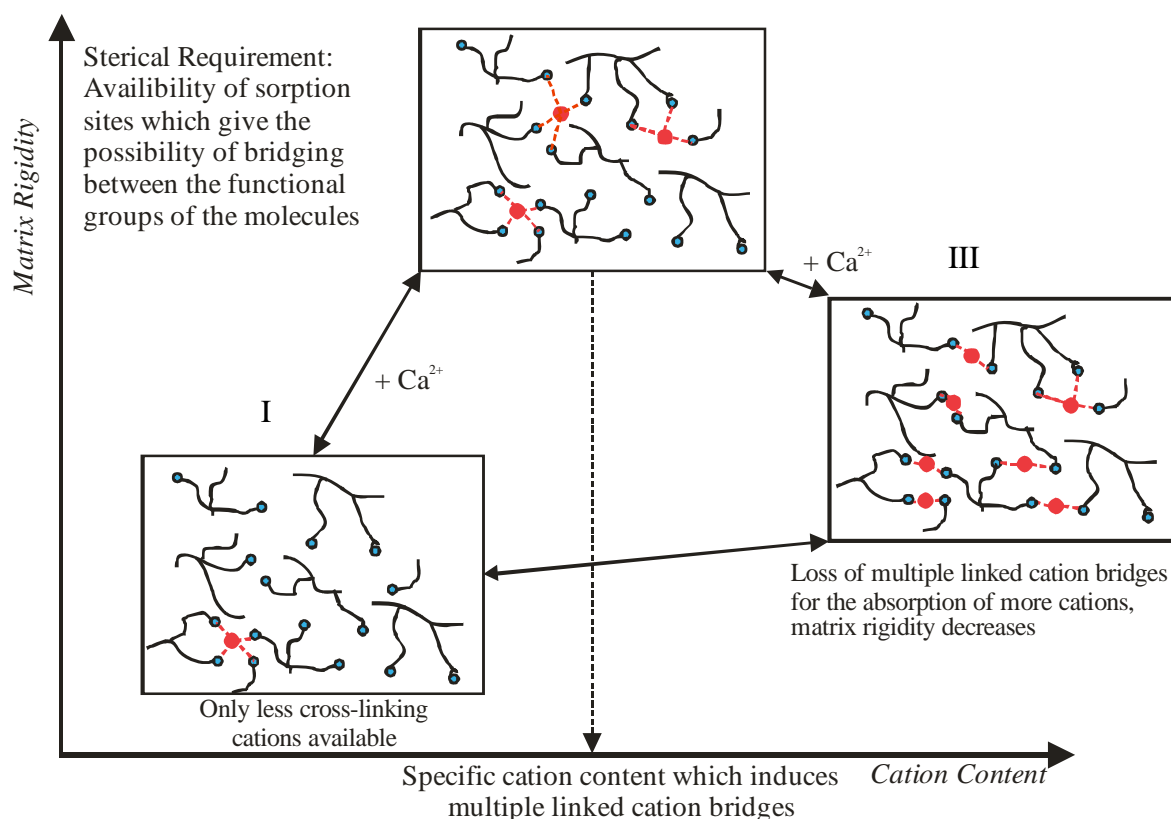 Matrix Rigidity
Sterical Requirement:
Availibility of sorption
sites which give the
possibility of bridging
between the functional
groups of the molecules
+ Ca²⁺
III
+ Ca²⁺
I
Loss of multiple linked cation bridges
for the absorption of more cations,
matrix rigidity decreases
Only less cross-linking
cations available
Specific cation content which induces
multiple linked cation bridges
Cation Content